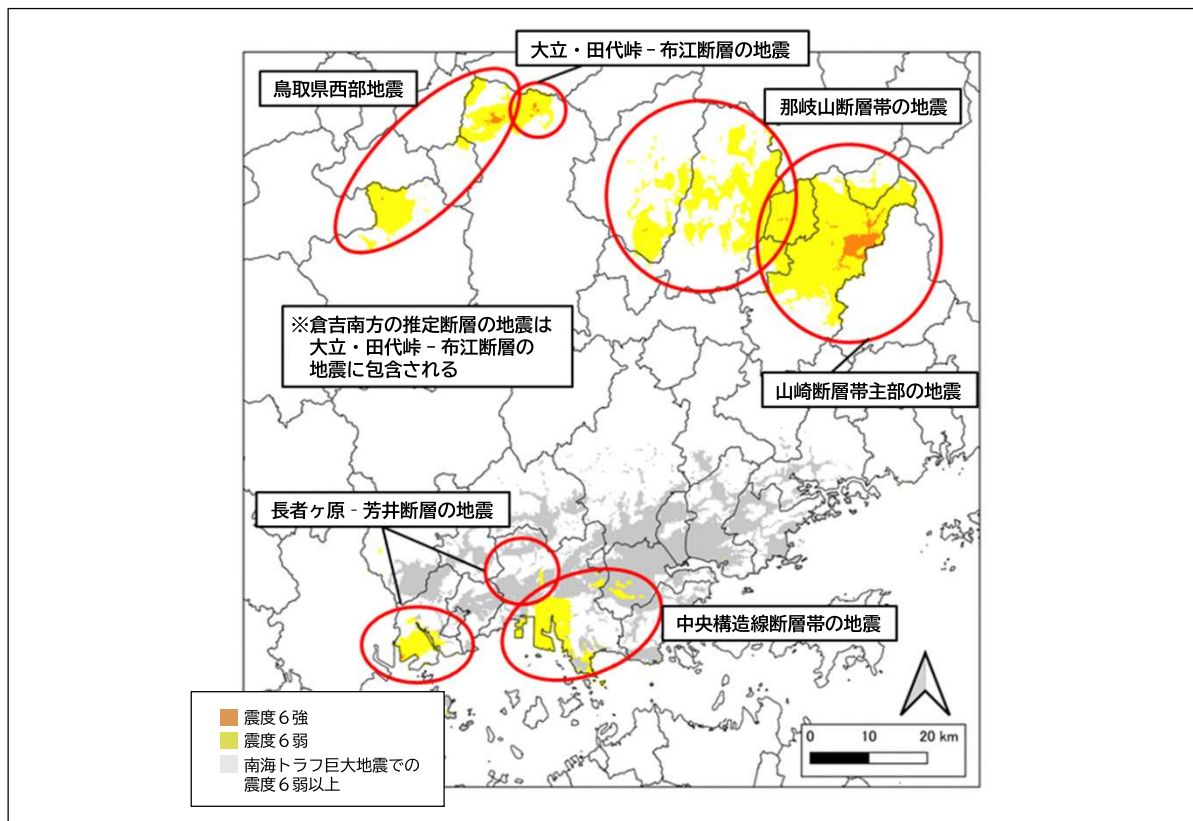 大立・田代峠－布江断層の地震
鳥取県西部地震
那岐山断層帯の地震
※倉吉南方の推定断層の地震は
大立・田代峠－布江断層の
地震に包含される
山崎断層帯主部の地震
長者ヶ原－芳井断層の地震
中央構造線断層帯の地震
震度６強
震度６弱
南海トラフ巨大地震での
震度６弱以上
0 10 20 km